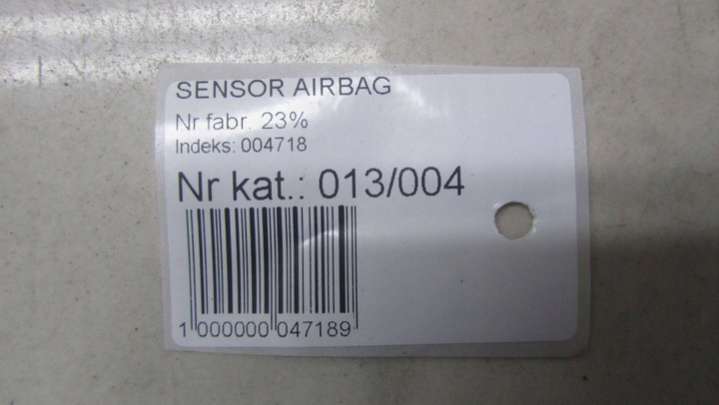 SENSOR AIRBAG
Nr fabr. 23%
Indeks: 004718
Nr kat.: 013/004
1 000000 047189